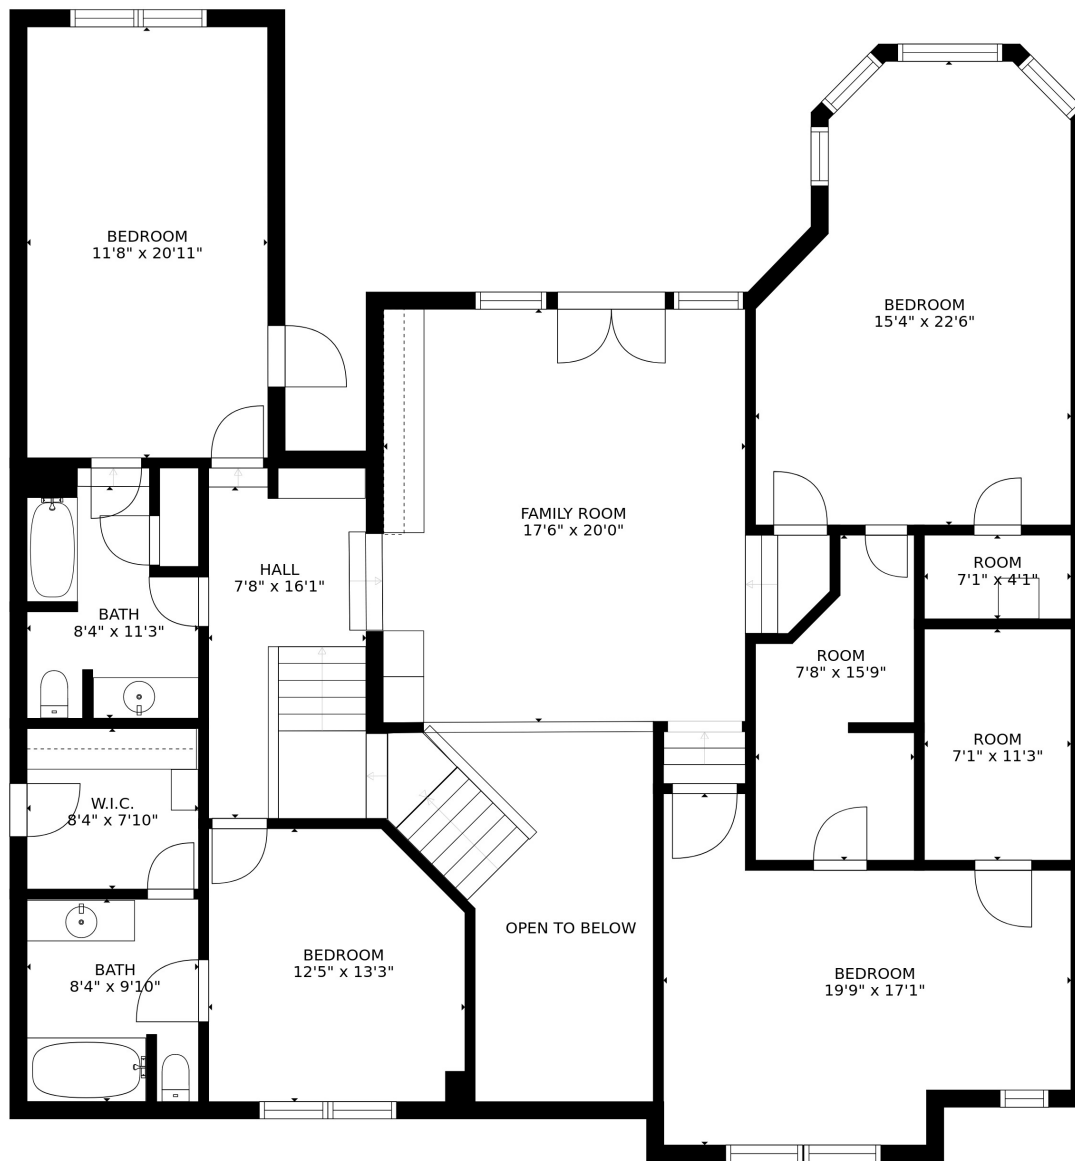 BEDROOM
11'8" x 20'11"
BEDROOM
15'4" x 22'6"
FAMILY ROOM
17'6" x 20'0"
HALL
7'8" x 16'1"
ROOM
7'1" x 4'1"
BATH
8'4" x 11'3"
ROOM
7'8" x 15'9"
ROOM
7'1" x 11'3"
W.I.C.
8'4" x 7'10"
OPEN TO BELOW
BEDROOM
12'5" x 13'3"
BATH
8'4" x 9'10"
BEDROOM
19'9" x 17'1"